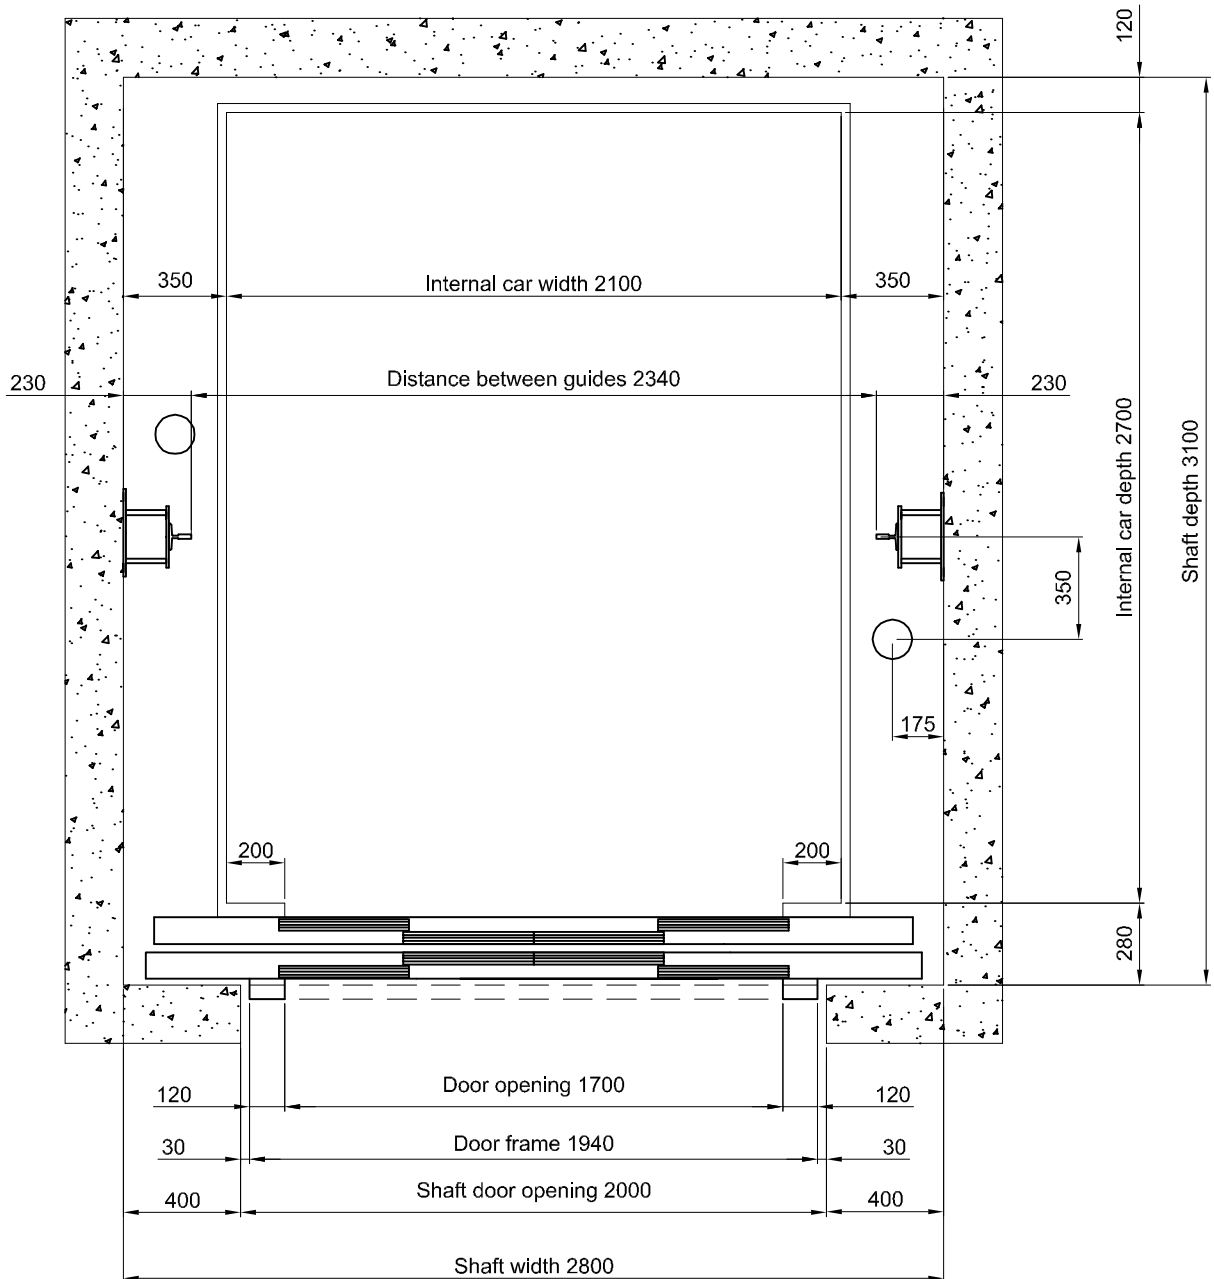 120
350
Internal car width 2100
350
230
Distance between guides 2340
230
Internal car depth 2700
Shaft depth 3100
350
175
200
200
280
Door opening 1700
120
120
Door frame 1940
30
30
Shaft door opening 2000
400
400
Shaft width 2800